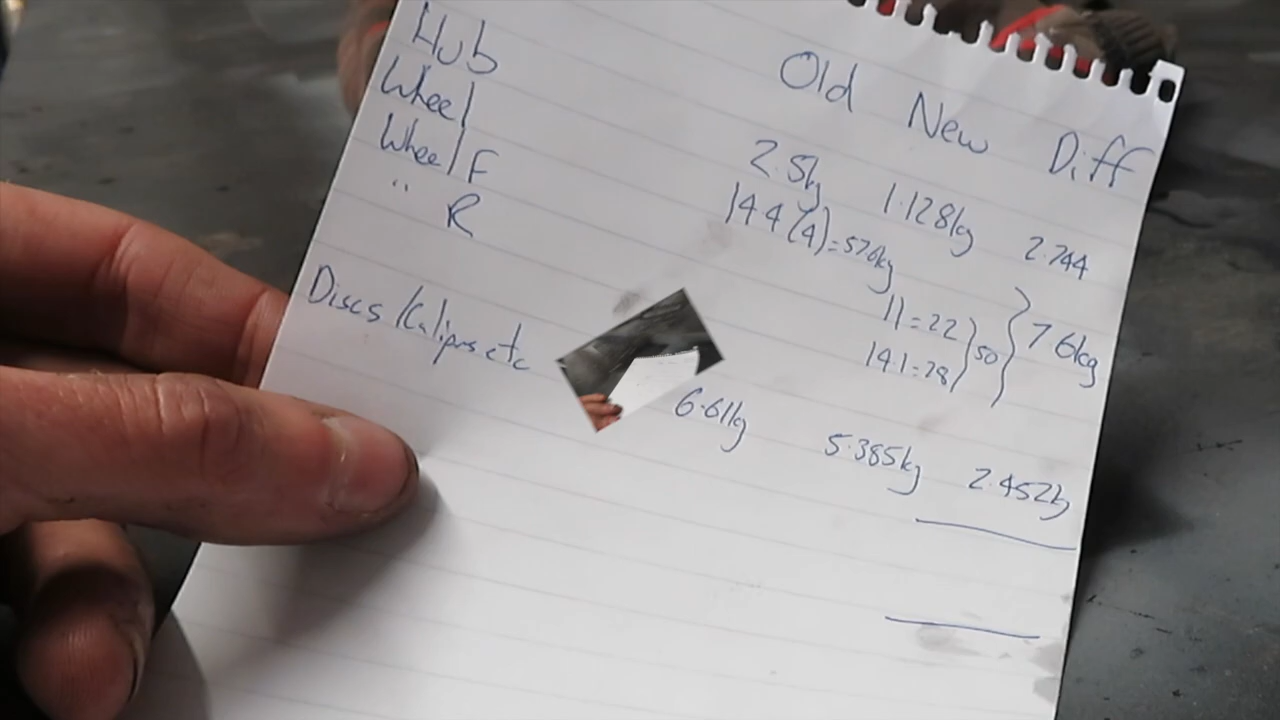 Old New Diff
Hub 2.5kg 1.128kg 2.744
Wheel 14.4(4)=57.6kg
Wheel F 11=22
" R 14.1=28 50 7.6kg
Discs/Calipers etc 6.611kg 5.385kg 2.452kg